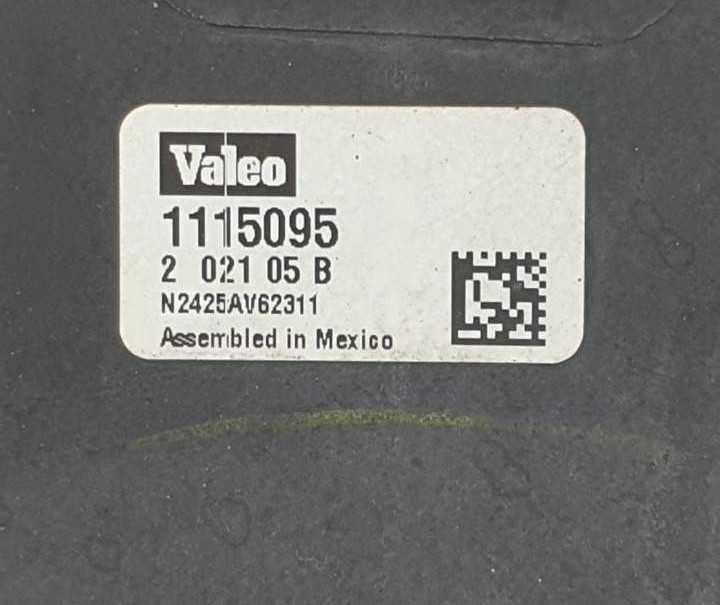 Valeo
1115095
2 021 05 B
N2425AV62311
Assembled in Mexico